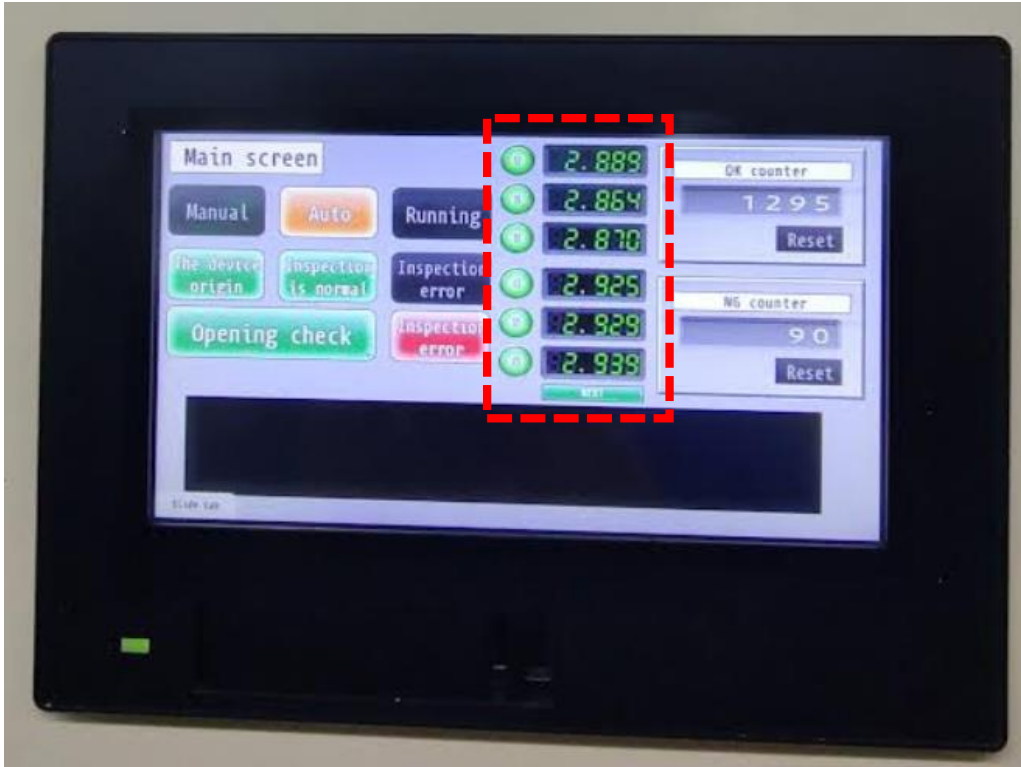 Main screen
Manual
Auto
Running
The device
origin
Inspection
is normal
Inspection
error
Opening check
Inspection
error
2.889
2.864
2.870
2.925
2.929
2.939
NEXT
OK counter
1295
Reset
NG counter
90
Reset